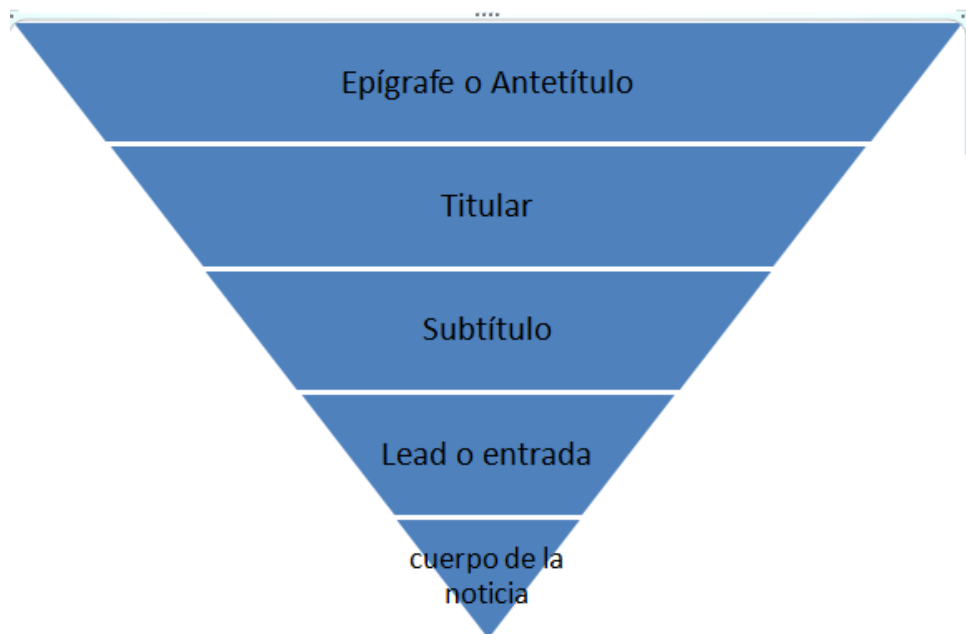 Epígrafe o Antetítulo
Titular
Subtítulo
Lead o entrada
cuerpo de la
noticia